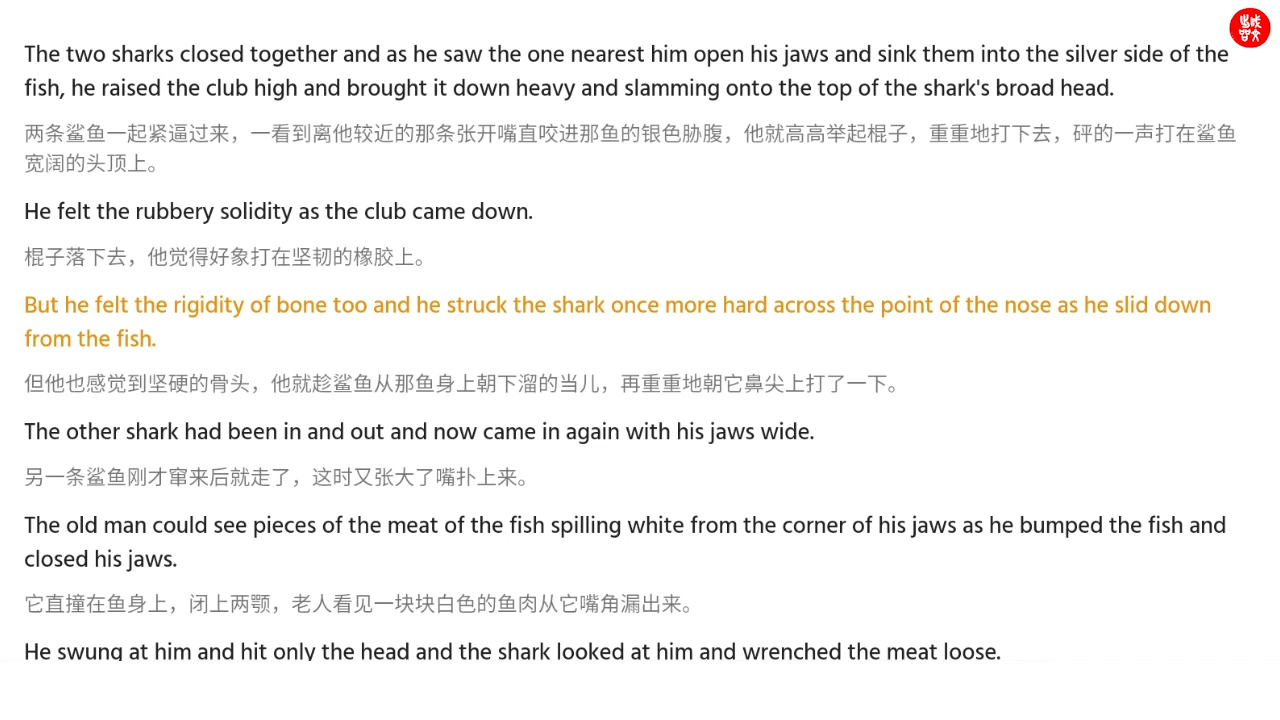 The two sharks closed together and as he saw the one nearest him open his jaws and sink them into the silver side of the
fish, he raised the club high and brought it down heavy and slamming onto the top of the shark's broad head.
两条鲨鱼一起紧逼过来，一看到离他较近的那条张开嘴直咬进那鱼的银色胁腹，他就高高举起棍子，重重地打下去，砰的一声打在鲨鱼
宽阔的头顶上。
He felt the rubbery solidity as the club came down.
棍子落下去，他觉得好象打在坚韧的橡胶上。
But he felt the rigidity of bone too and he struck the shark once more hard across the point of the nose as he slid down
from the fish.
但他也感觉到坚硬的骨头，他就趁鲨鱼从那鱼身上朝下溜的当儿，再重重地朝它鼻尖上打了一下。
The other shark had been in and out and now came in again with his jaws wide.
另一条鲨鱼刚才窜来后就走了，这时又张大了嘴扑上来。
The old man could see pieces of the meat of the fish spilling white from the corner of his jaws as he bumped the fish and
closed his jaws.
它直撞在鱼身上，闭上两颚，老人看见一块块白色的鱼肉从它嘴角漏出来。
He swung at him and hit only the head and the shark looked at him and wrenched the meat loose.